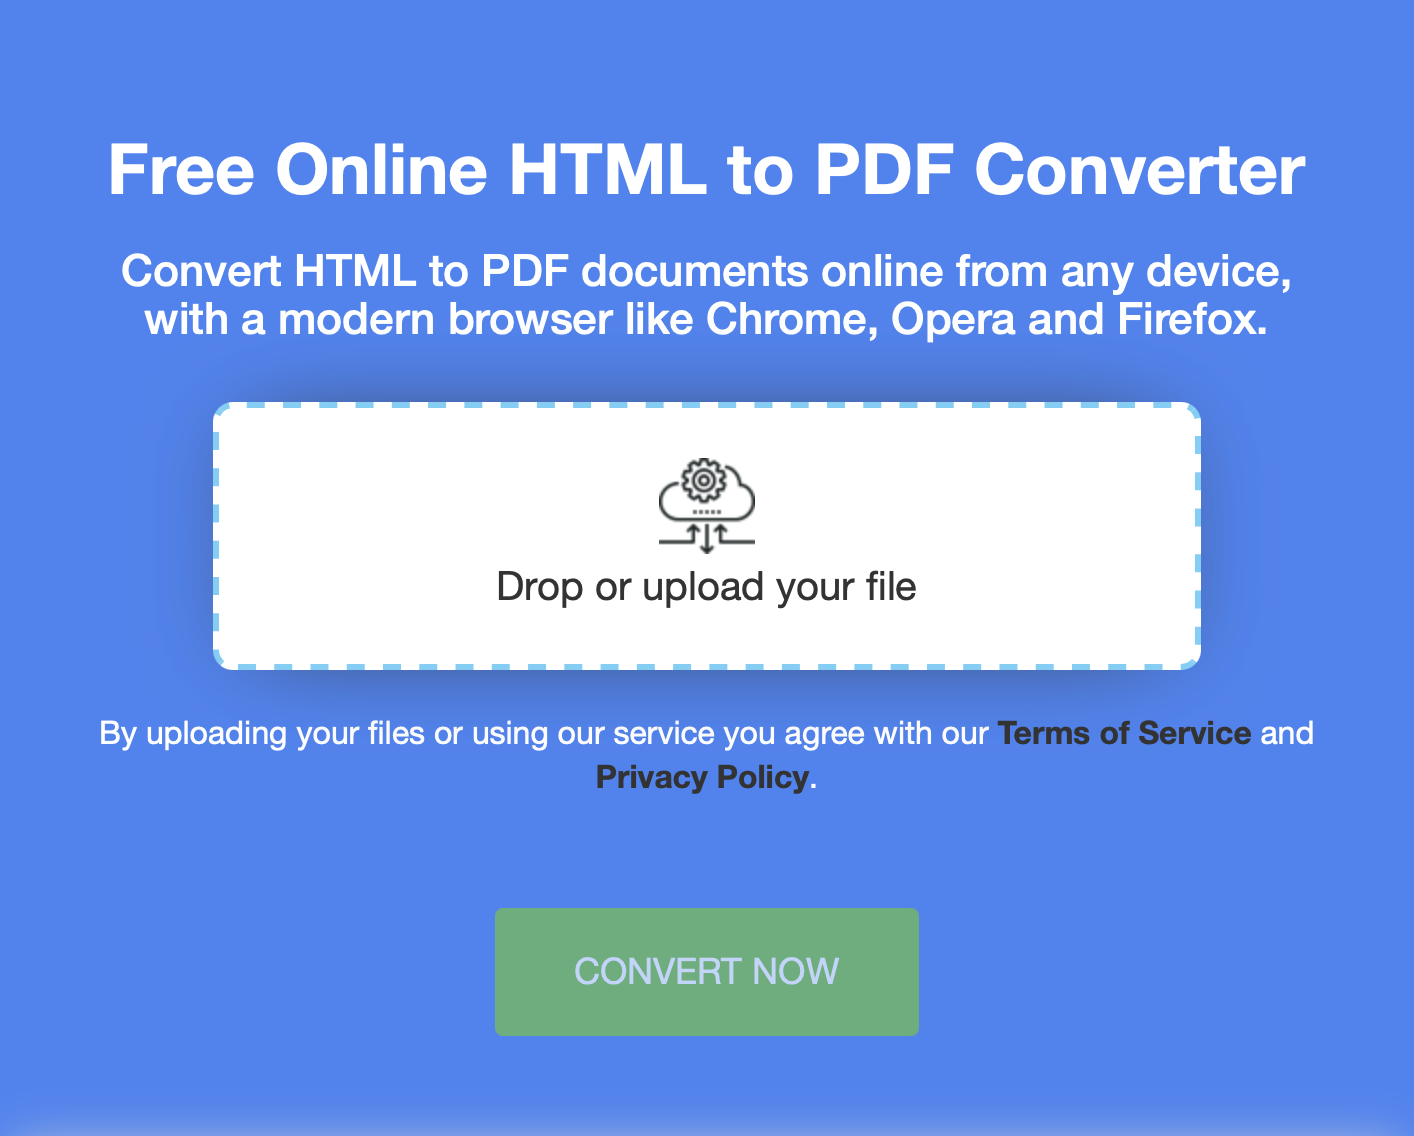 Free Online HTML to PDF Converter
Convert HTML to PDF documents online from any device,
with a modern browser like Chrome, Opera and Firefox.
Drop or upload your file
By uploading your files or using our service you agree with our Terms of Service and
Privacy Policy.
CONVERT NOW